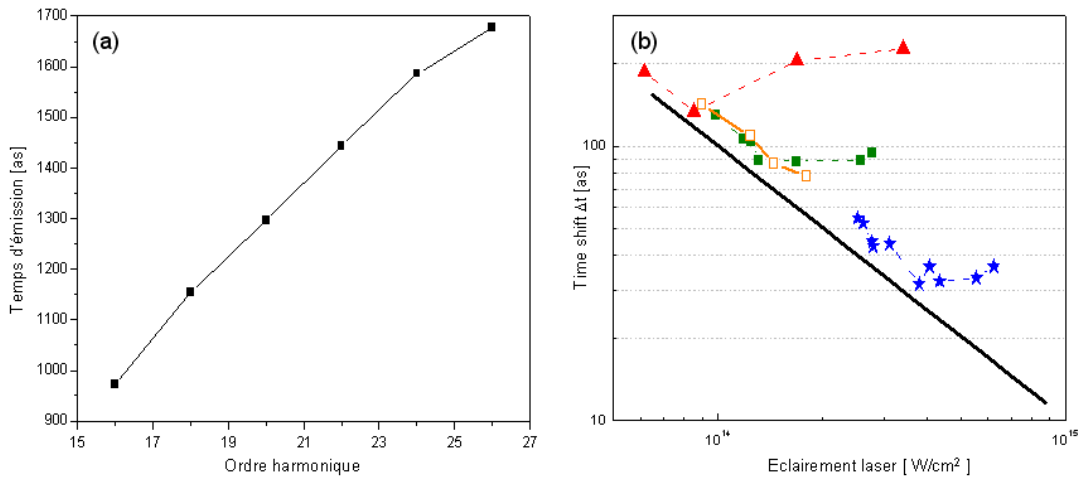 (a)
1700
1600
1500
1400
1300
1200
1100
1000
900
15 17 19 21 23 25 27
Temps d'émission [as]
Ordre harmonique
(b)
100
10
10¹⁴ 10¹⁵
Time shift Δt [as]
Eclairement laser [ W/cm² ]